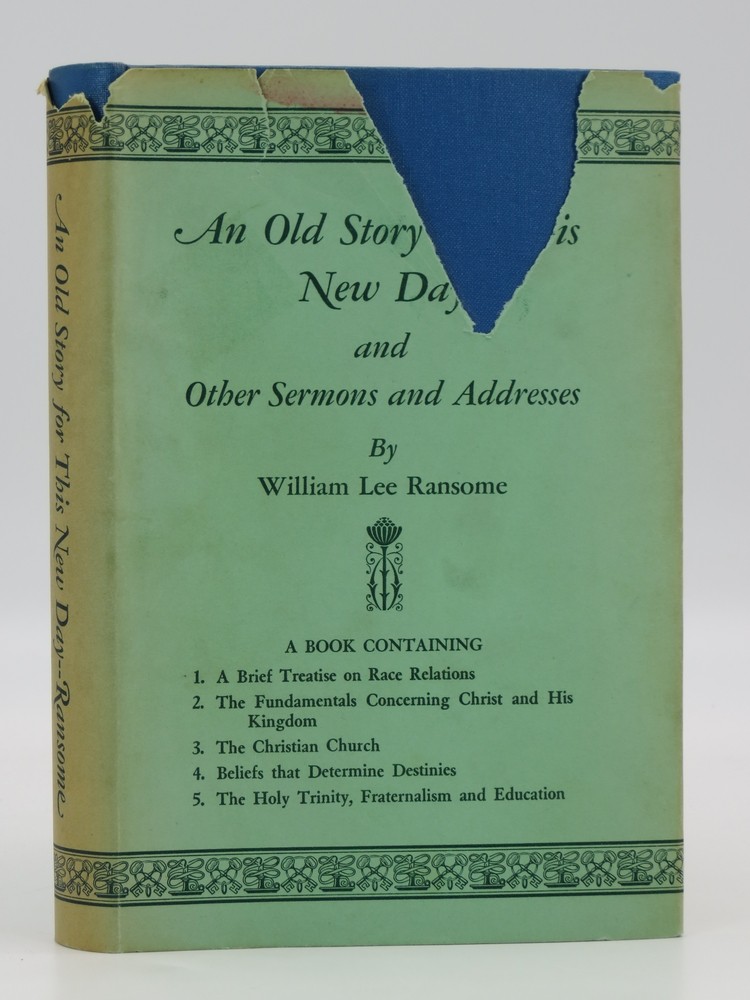 An Old Story is
New Day
and
Other Sermons and Addresses
By
William Lee Ransome
A BOOK CONTAINING
1. A Brief Treatise on Race Relations
2. The Fundamentals Concerning Christ and His
Kingdom
3. The Christian Church
4. Beliefs that Determine Destinies
5. The Holy Trinity, Fraternalism and Education
An Old Story for This New Day--Ransome